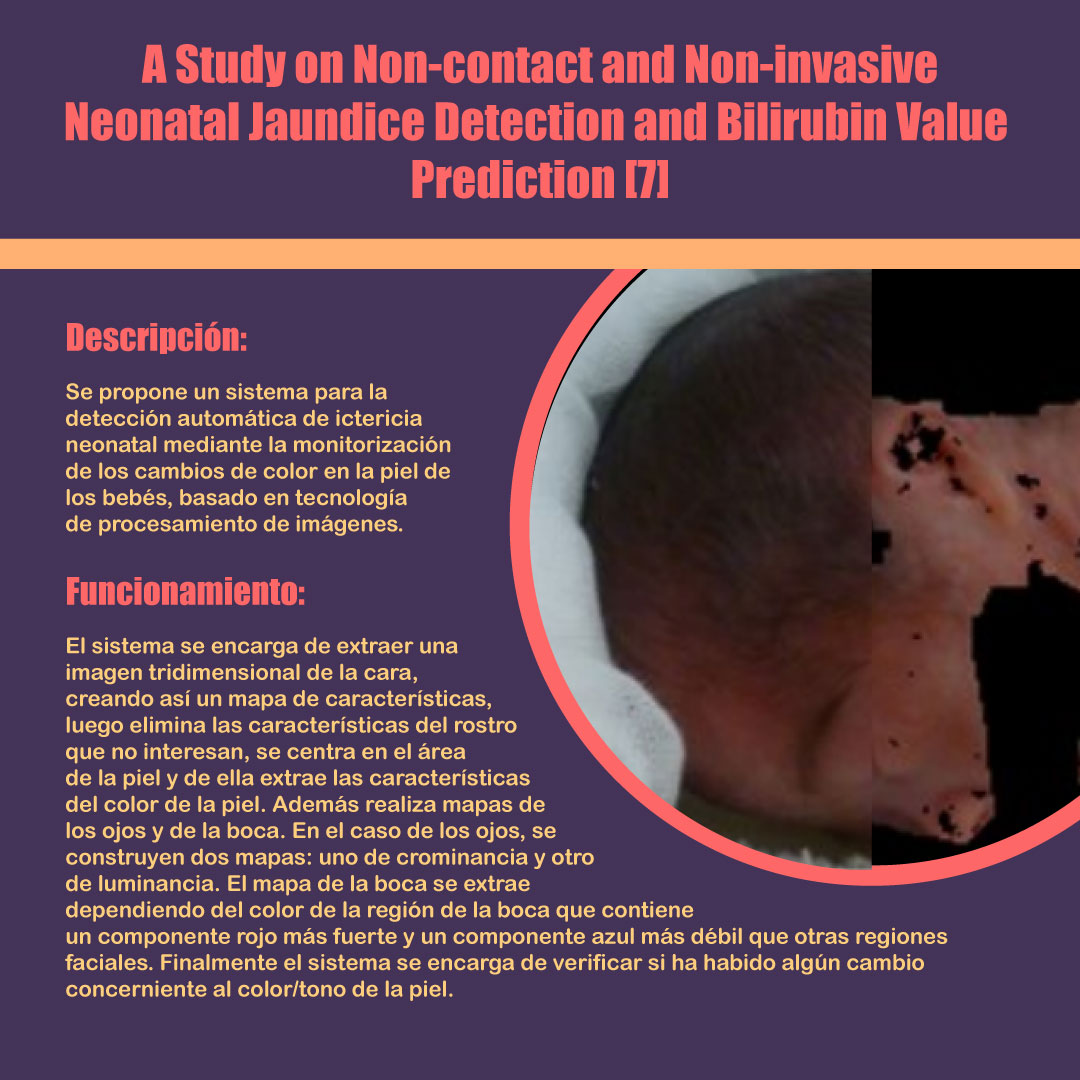 A Study on Non-contact and Non-invasive
Neonatal Jaundice Detection and Bilirubin Value
Prediction [7]
Descripción:
Se propone un sistema para la
detección automática de ictericia
neonatal mediante la monitorización
de los cambios de color en la piel de
los bebés, basado en tecnología
de procesamiento de imágenes.
Funcionamiento:
El sistema se encarga de extraer una
imagen tridimensional de la cara,
creando así un mapa de características,
luego elimina las características del rostro
que no interesan, se centra en el área
de la piel y de ella extrae las características
del color de la piel. Además realiza mapas de
los ojos y de la boca. En el caso de los ojos, se
construyen dos mapas: uno de crominancia y otro
de luminancia. El mapa de la boca se extrae
dependiendo del color de la región de la boca que contiene
un componente rojo más fuerte y un componente azul más débil que otras regiones
faciales. Finalmente el sistema se encarga de verificar si ha habido algún cambio
concerniente al color/tono de la piel.